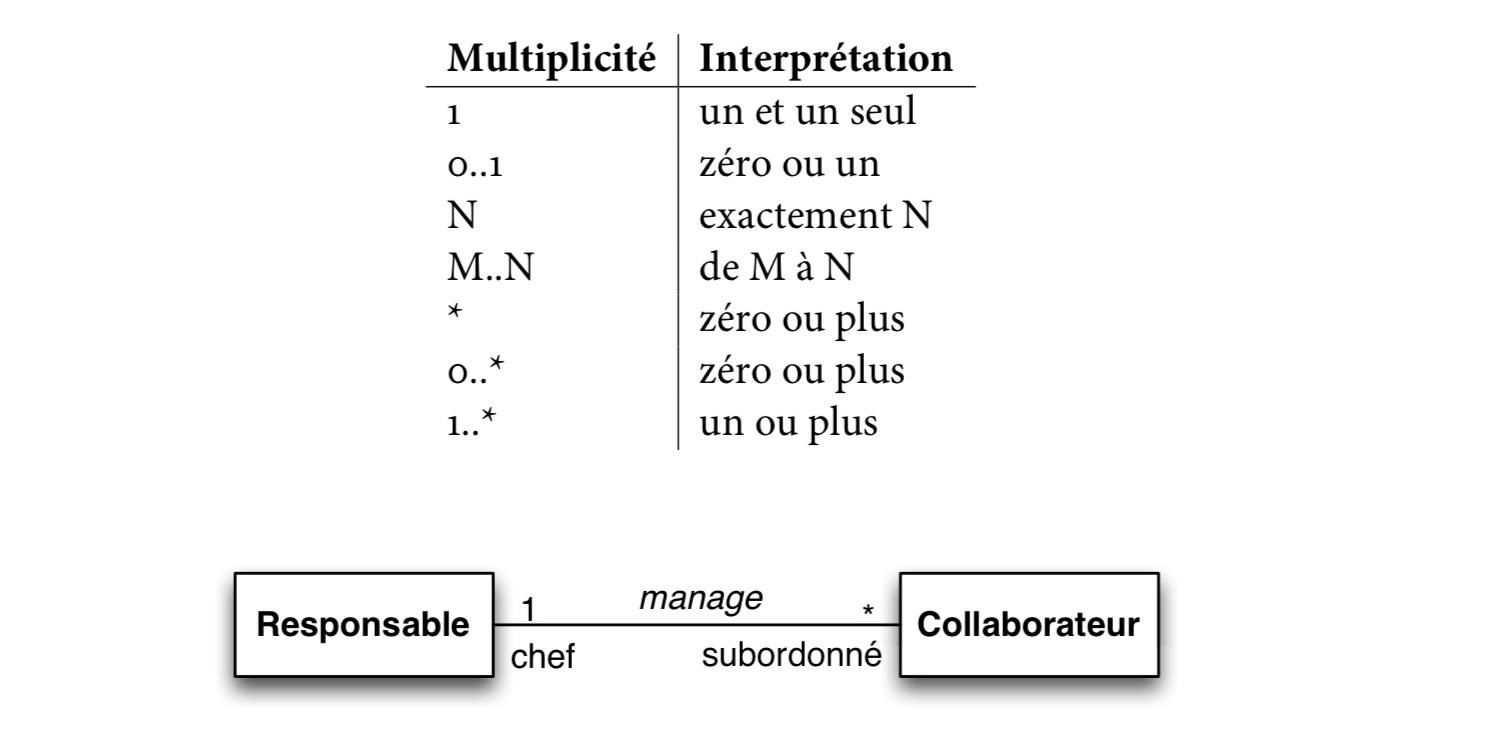 Multiplicité Interprétation
1 un et un seul
0..1 zéro ou un
N exactement N
M..N de M à N
* zéro ou plus
0..* zéro ou plus
1..* un ou plus
Responsable 1 manage * Collaborateur
chef subordonné